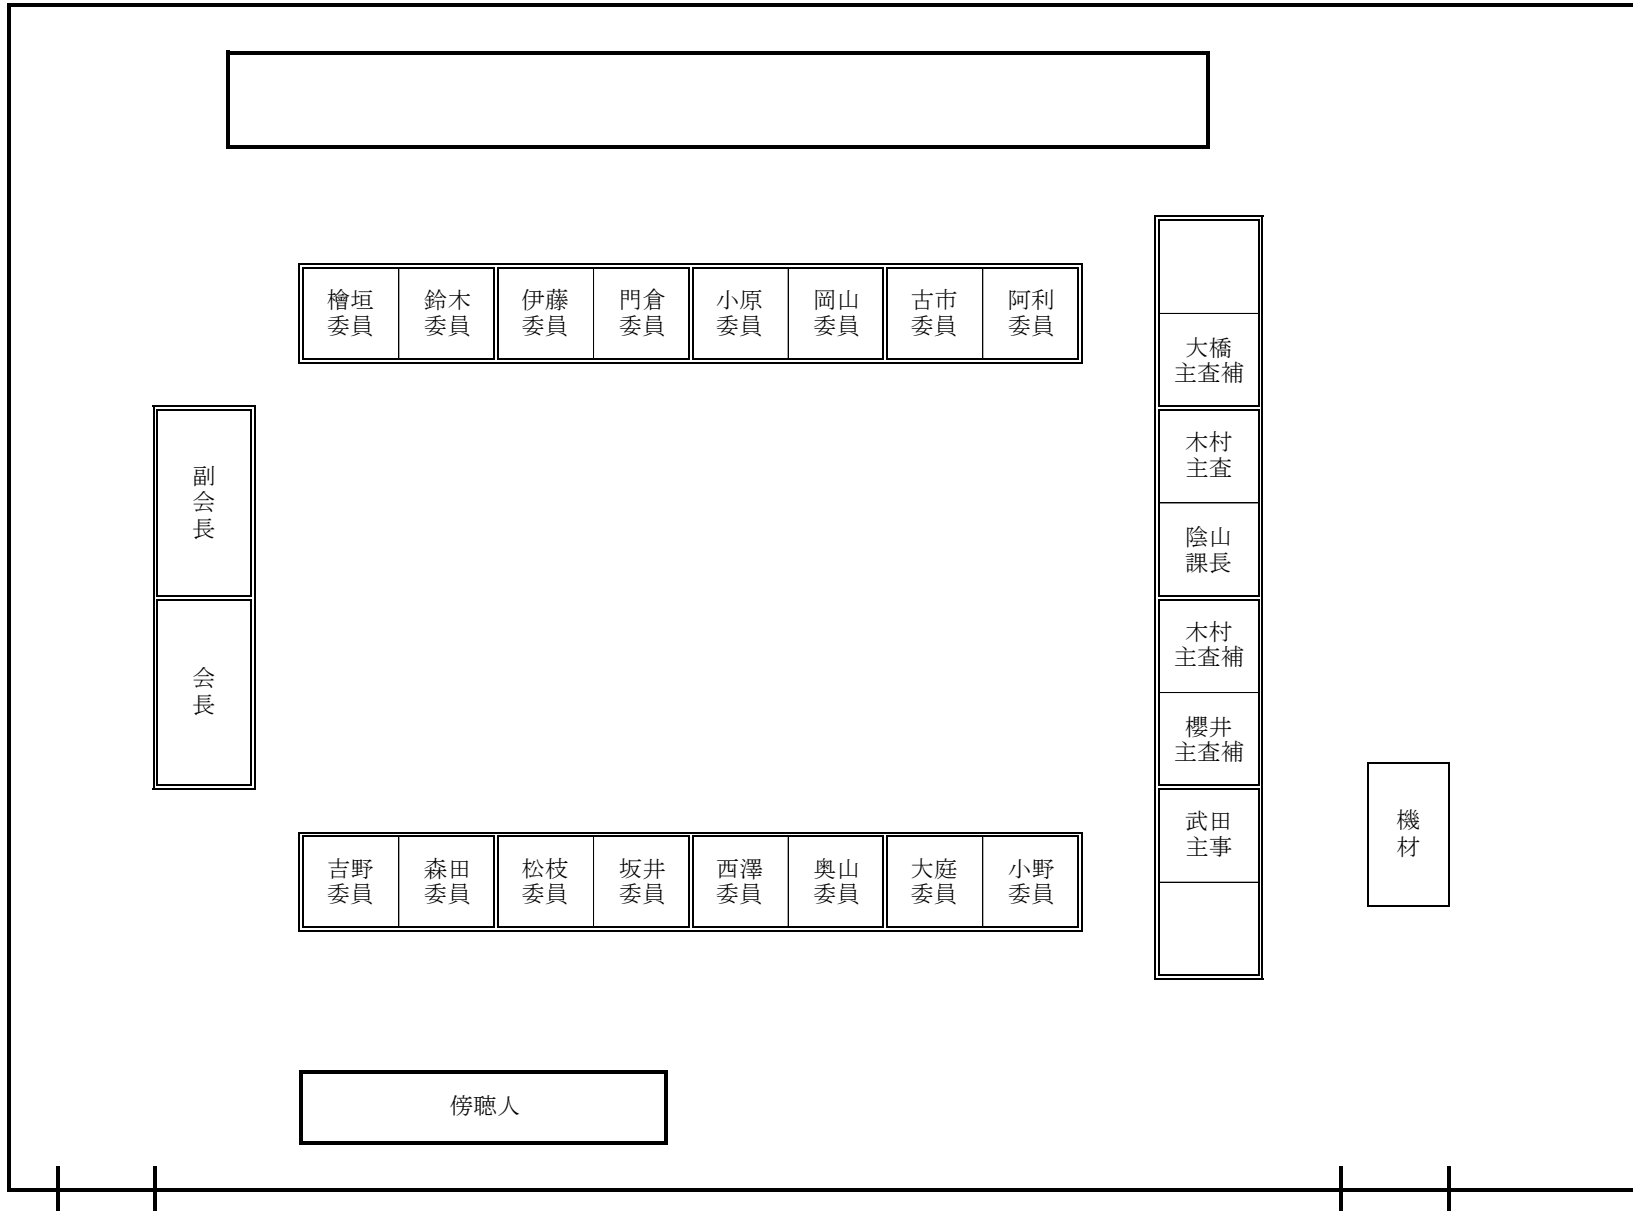 檜垣
委員
鈴木
委員
伊藤
委員
門倉
委員
小原
委員
岡山
委員
古市
委員
阿利
委員
大橋
主査補
木村
主査
陰山
課長
木村
主査補
櫻井
主査補
武田
主事
副会長
会長
機材
吉野
委員
森田
委員
松枝
委員
坂井
委員
西澤
委員
奥山
委員
大庭
委員
小野
委員
傍聴人